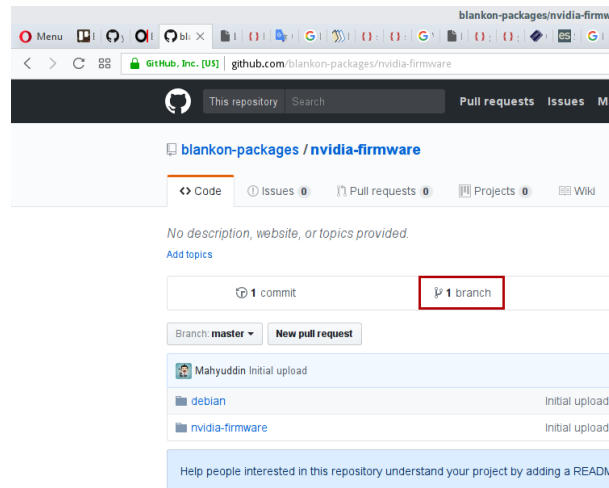 blankon-packages/nvidia-firmw
Menu
GitHub, Inc. [US] github.com/blankon-packages/nvidia-firmware
This repository Search Pull requests Issues M
blankon-packages / nvidia-firmware
Code Issues 0 Pull requests 0 Projects 0 Wiki
No description, website, or topics provided.
Add topics
1 commit 1 branch
Branch: master New pull request
Mahyuddin Initial upload
debian Initial upload
nvidia-firmware Initial upload
Help people interested in this repository understand your project by adding a READM